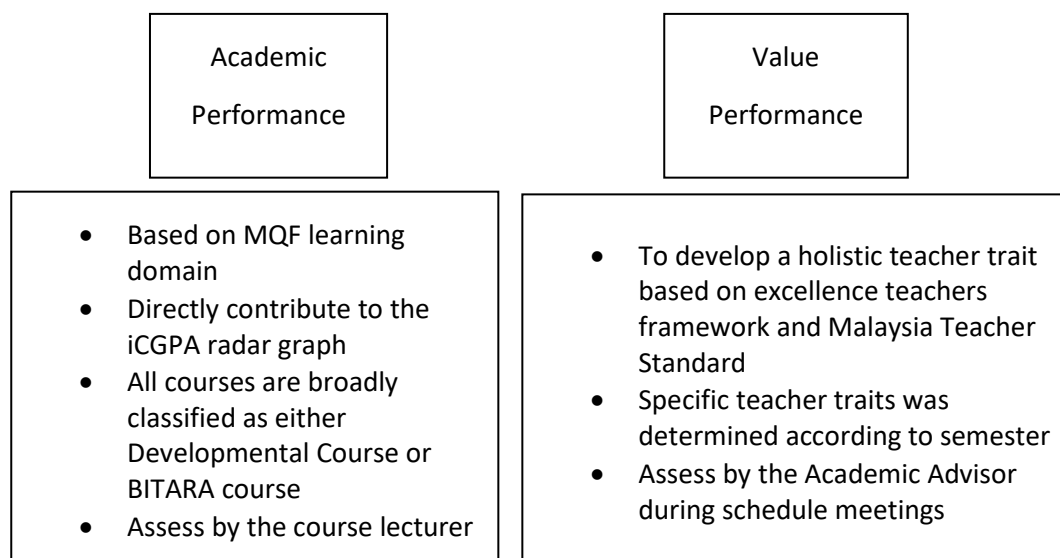 Academic
Performance
• Based on MQF learning
domain
• Directly contribute to the
iCGPA radar graph
• All courses are broadly
classified as either
Developmental Course or
BITARA course
• Assess by the course lecturer
Value
Performance
• To develop a holistic teacher trait
based on excellence teachers
framework and Malaysia Teacher
Standard
• Specific teacher traits was
determined according to semester
• Assess by the Academic Advisor
during schedule meetings